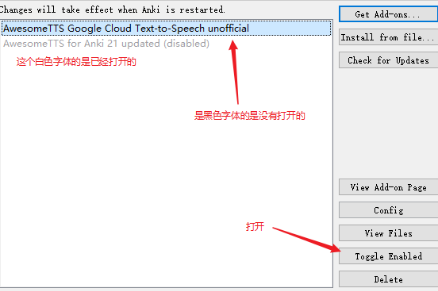 Changes will take effect when Anki is restarted.
AwesomeTTS Google Cloud Text-to-Speech unofficial
AwesomeTTS for Anki 21 updated (disabled)
这个白色字体的是已经打开的
是黑色字体的是没有打开的
打开
Get Add-ons...
Install from file...
Check for Updates
View Add-on Page
Config
View Files
Toggle Enabled
Delete